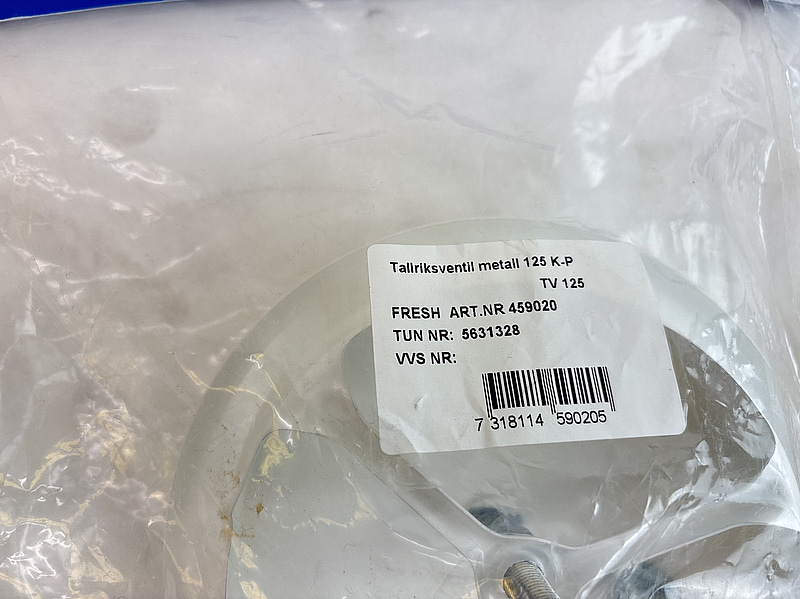 Tallriksventil metall 125 K-P
TV 125
FRESH ART.NR 459020
TUN NR: 5631328
VVS NR:
7 318114 590205